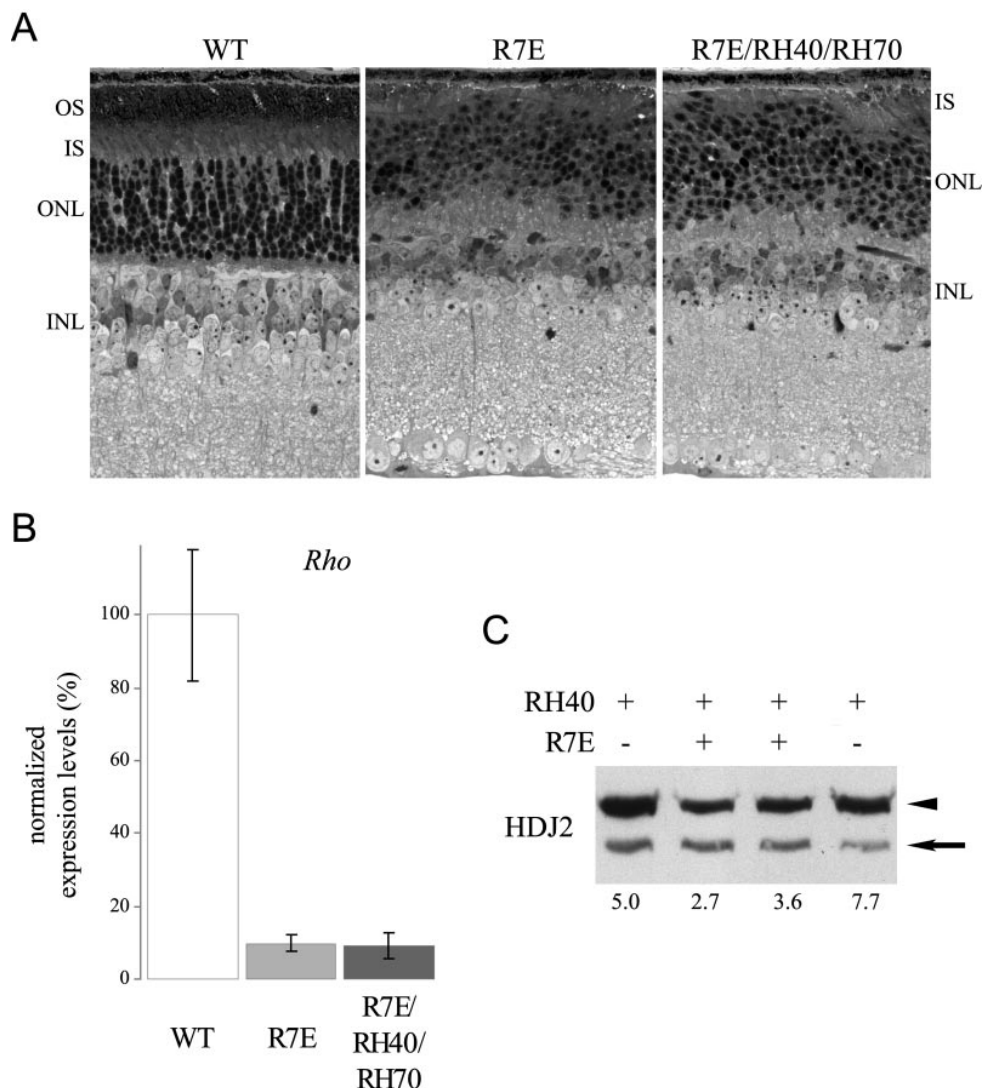 A
WT R7E R7E/RH40/RH70
OS
IS
ONL
INL
IS
ONL
INL
B
Rho
normalized
expression levels (%)
100
80
60
40
20
0
WT
R7E
R7E/
RH40/
RH70
C
RH40 + + + +
R7E - + + -
HDJ2
5.0 2.7 3.6 7.7